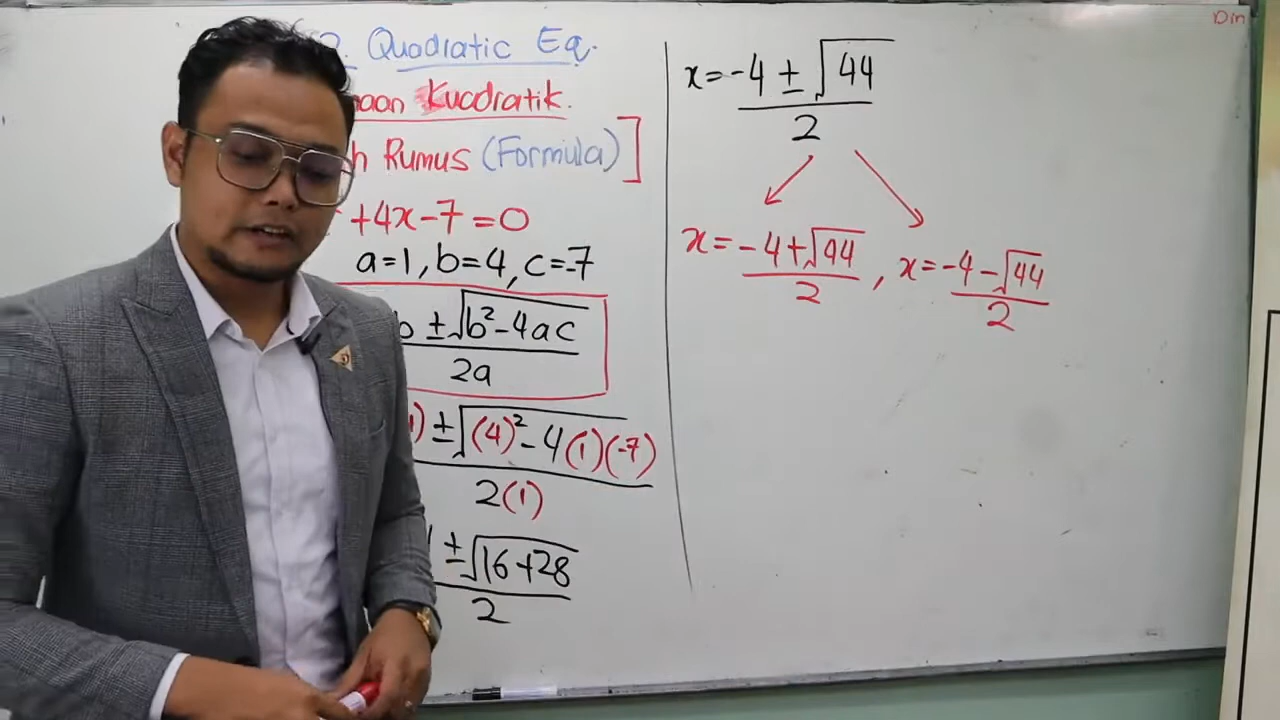 2. Quadratic Eq.
Kuadratik.
Rumus (Formula)]
+4x-7=0
a=1, b=4, c=-7
b ±√b²-4ac
2a
) ±√(4)²-4(1)(-7)
2(1)
±√16+28
2
Din
x=-4 ± √44
2
x=-4+√44 , x=-4-√44
2 2